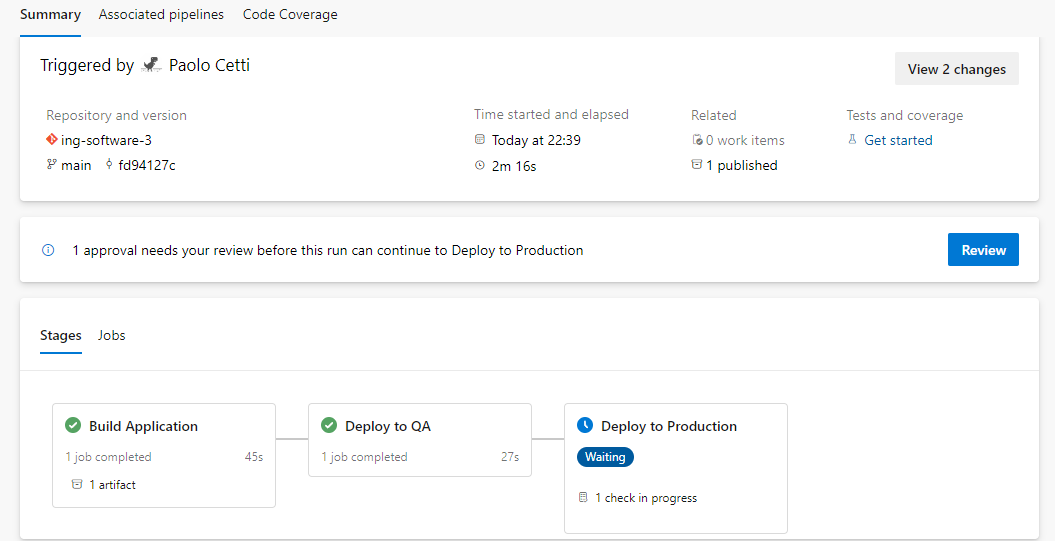 Summary Associated pipelines Code Coverage
Triggered by Paolo Cetti
View 2 changes
Repository and version Time started and elapsed Related Tests and coverage
ing-software-3 Today at 22:39 0 work items Get started
main fd94127c 2m 16s 1 published
1 approval needs your review before this run can continue to Deploy to Production Review
Stages Jobs
Build Application Deploy to QA Deploy to Production
1 job completed 45s 1 job completed 27s Waiting
1 artifact 1 check in progress